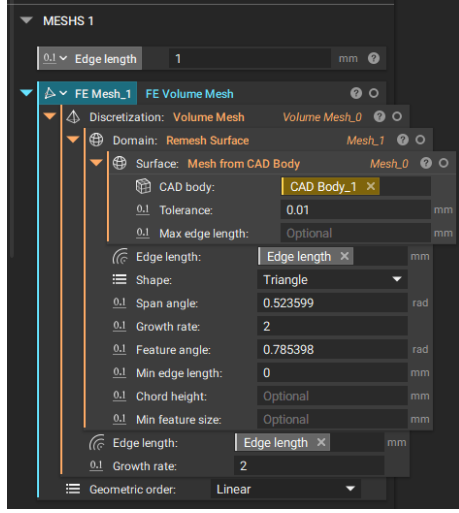 MESHS 1
0.1 Edge length 1 mm ?
FE Mesh_1 FE Volume Mesh ?
Discretization: Volume Mesh Volume Mesh_0 ?
Domain: Remesh Surface Mesh_1 ?
Surface: Mesh from CAD Body Mesh_0 ?
CAD body: CAD Body_1 ×
0.1 Tolerance: 0.01 mm
0.1 Max edge length: Optional mm
Edge length: Edge length × mm
Shape: Triangle
0.1 Span angle: 0.523599 rad
0.1 Growth rate: 2
0.1 Feature angle: 0.785398 rad
0.1 Min edge length: 0 mm
0.1 Chord height: Optional mm
0.1 Min feature size: Optional mm
Edge length: Edge length × mm
0.1 Growth rate: 2
Geometric order: Linear